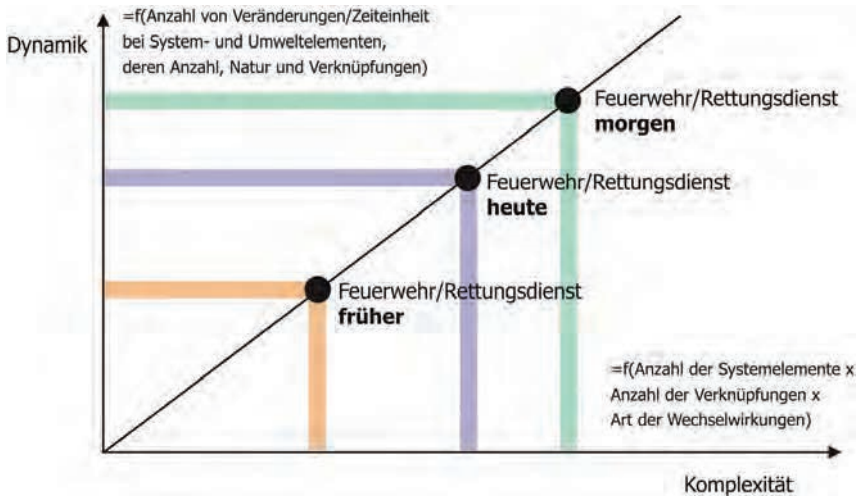 =f(Anzahl von Veränderungen/Zeiteinheit
Dynamik
bei System- und Umweltelementen,
deren Anzahl, Natur und Verknüpfungen)
Feuerwehr/Rettungsdienst
morgen
Feuerwehr/Rettungsdienst
heute
Feuerwehr/Rettungsdienst
früher
=f(Anzahl der Systemelemente x
Anzahl der Verknüpfungen x
Art der Wechselwirkungen)
Komplexität